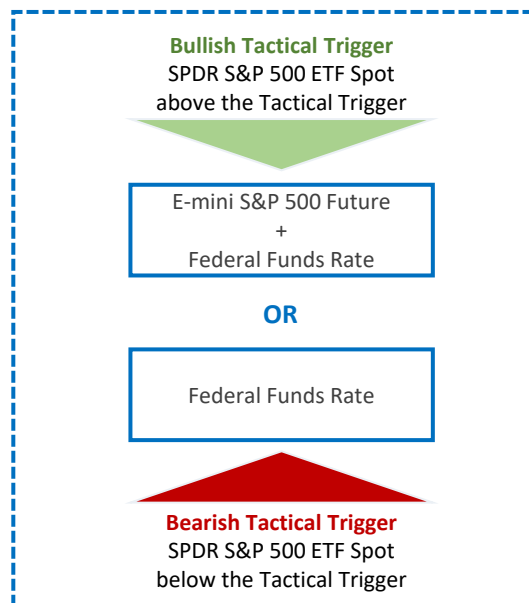 Bullish Tactical Trigger
SPDR S&P 500 ETF Spot
above the Tactical Trigger
E-mini S&P 500 Future
+
Federal Funds Rate
OR
Federal Funds Rate
Bearish Tactical Trigger
SPDR S&P 500 ETF Spot
below the Tactical Trigger